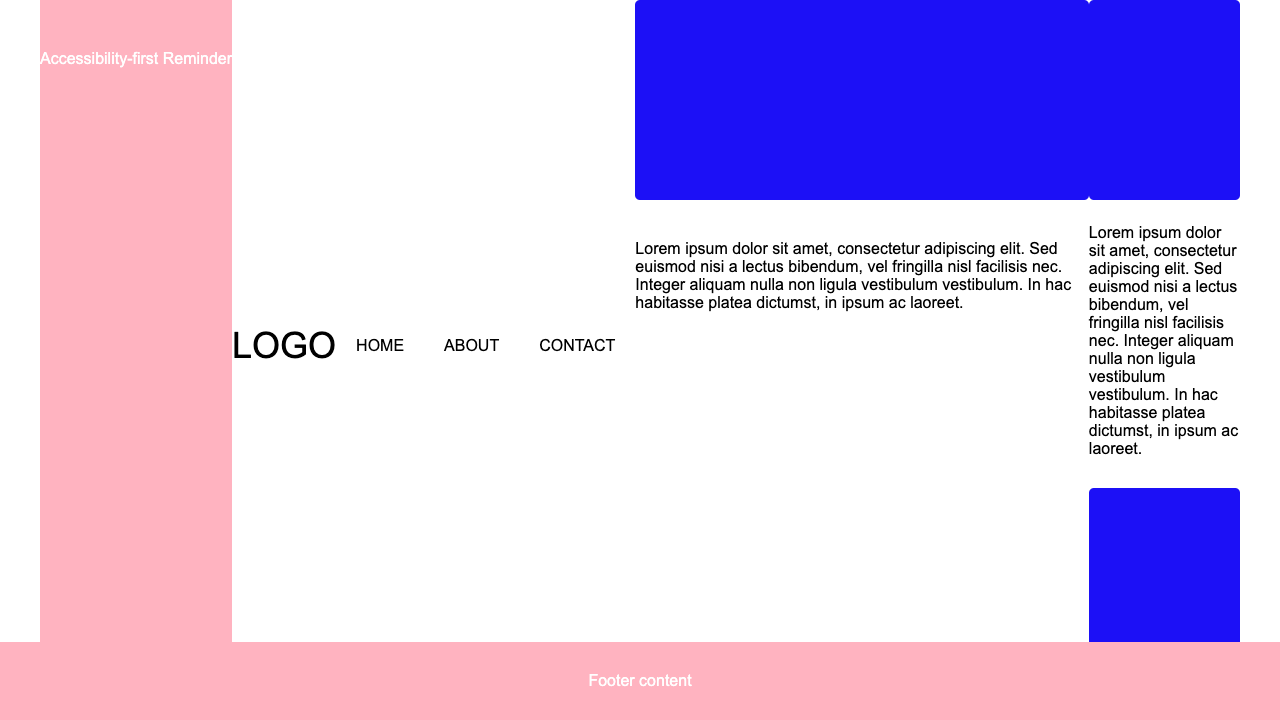 Accessibility-first Reminder
LOGO
HOME
ABOUT
CONTACT
Lorem ipsum dolor sit amet, consectetur adipiscing elit. Sed
euismod nisi a lectus bibendum, vel fringilla nisl facilisis nec.
Integer aliquam nulla non ligula vestibulum vestibulum. In hac
habitasse platea dictumst, in ipsum ac laoreet.
Lorem ipsum dolor
sit amet, consectetur
adipiscing elit. Sed
euismod nisi a lectus
bibendum, vel
fringilla nisl facilisis
nec. Integer aliquam
nulla non ligula
vestibulum
vestibulum. In hac
habitasse platea
dictumst, in ipsum ac
laoreet.
Footer content